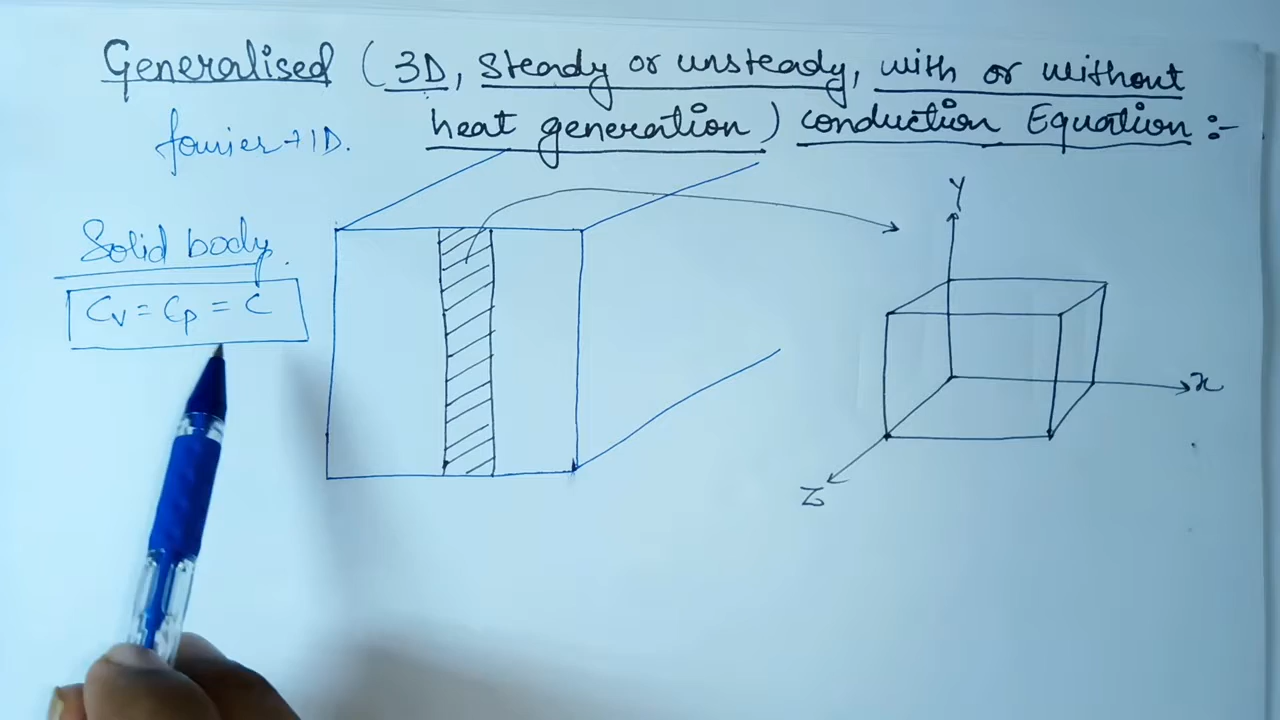 Generalised (3D, steady or unsteady, with or without
heat generation) conduction Equation :-
fourier → 1D.
Solid body.
Cv = Cp = C
Y
x
Z